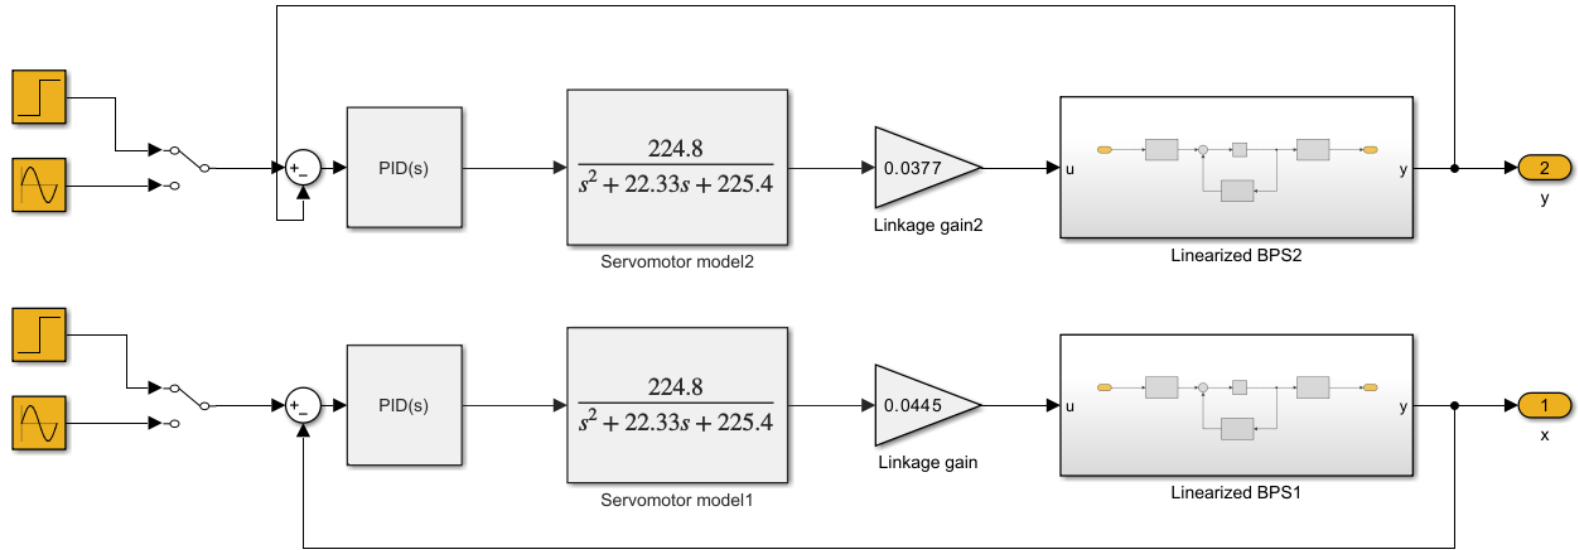 +
−
PID(s)
224.8
s² + 22.33s + 225.4
Servomotor model2
0.0377
Linkage gain2
u
y
Linearized BPS2
2
y
+
−
PID(s)
224.8
s² + 22.33s + 225.4
Servomotor model1
0.0445
Linkage gain
u
y
Linearized BPS1
1
x